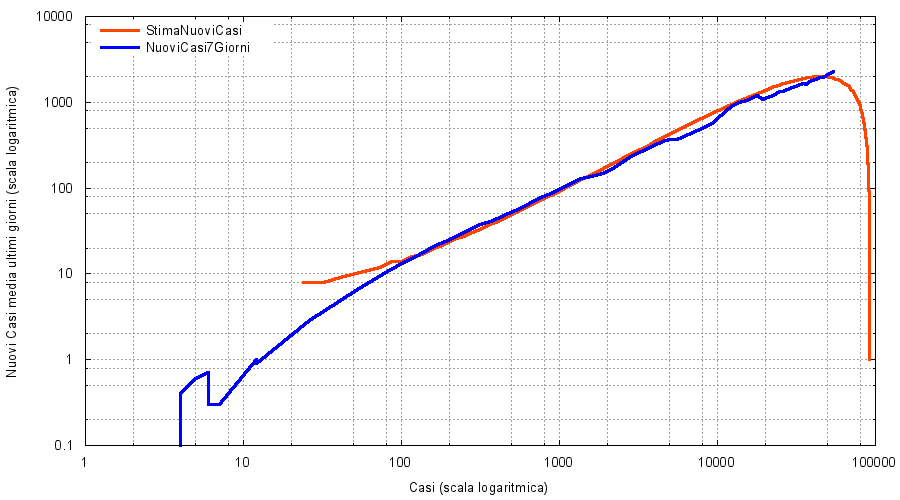 10000
1000
100
10
1
0.1
Nuovi Casi media ultimi giorni (scala logaritmica)
StimaNuoviCasi
NuoviCasi7Giorni
1 10 100 1000 10000 100000
Casi (scala logaritmica)